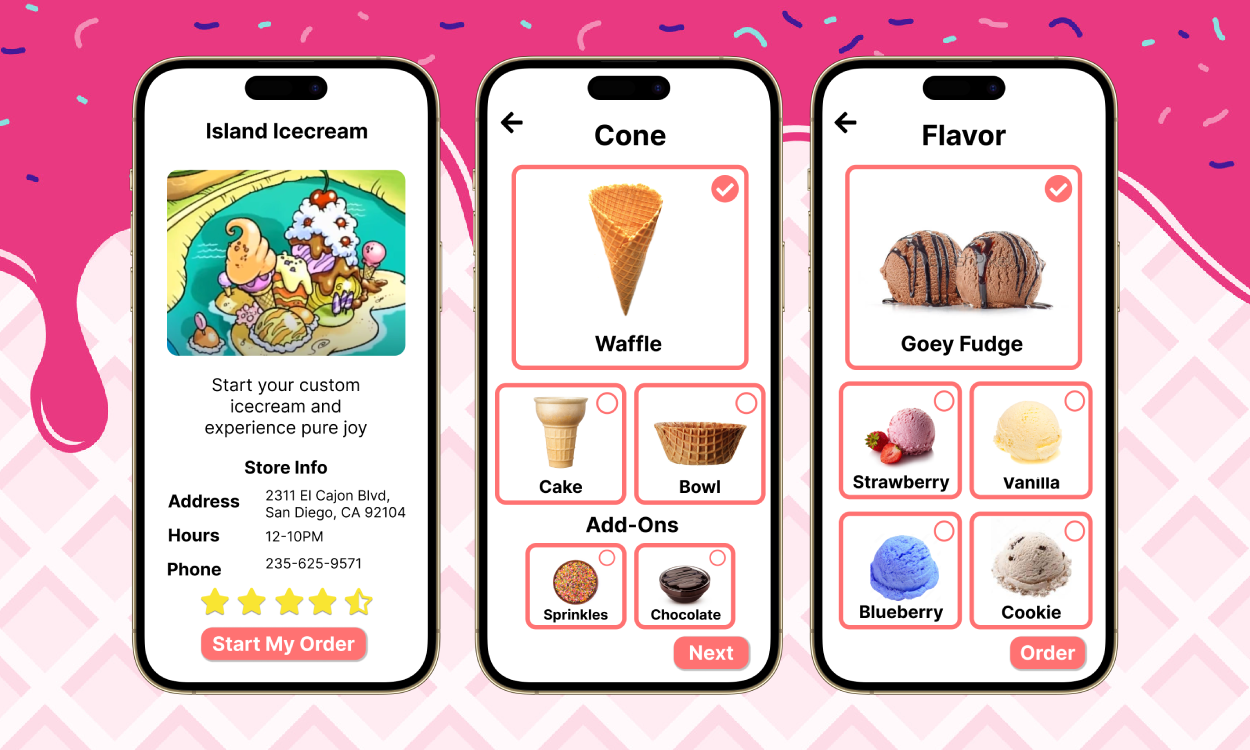 Island Icecream
Start your custom
icecream and
experience pure joy
Store Info
Address
2311 El Cajon Blvd,
San Diego, CA 92104
Hours
12-10PM
Phone
235-625-9571
Start My Order
Cone
Waffle
Cake
Bowl
Add-Ons
Sprinkles
Chocolate
Next
Flavor
Goey Fudge
Strawberry
Vanilla
Blueberry
Cookie
Order